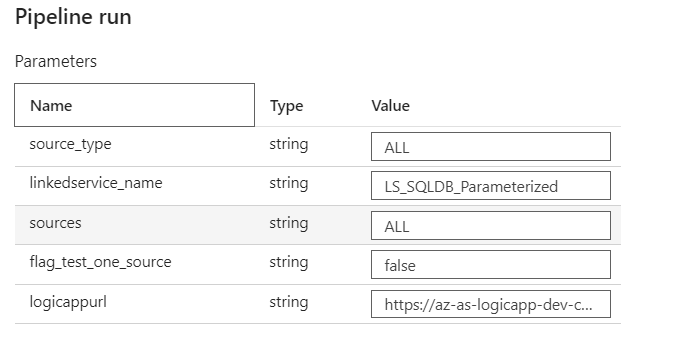 Pipeline run
Parameters
Name Type Value
source_type string ALL
linkedservice_name string LS_SQLDB_Parameterized
sources string ALL
flag_test_one_source string false
logicappurl string https://az-as-logicapp-dev-c...